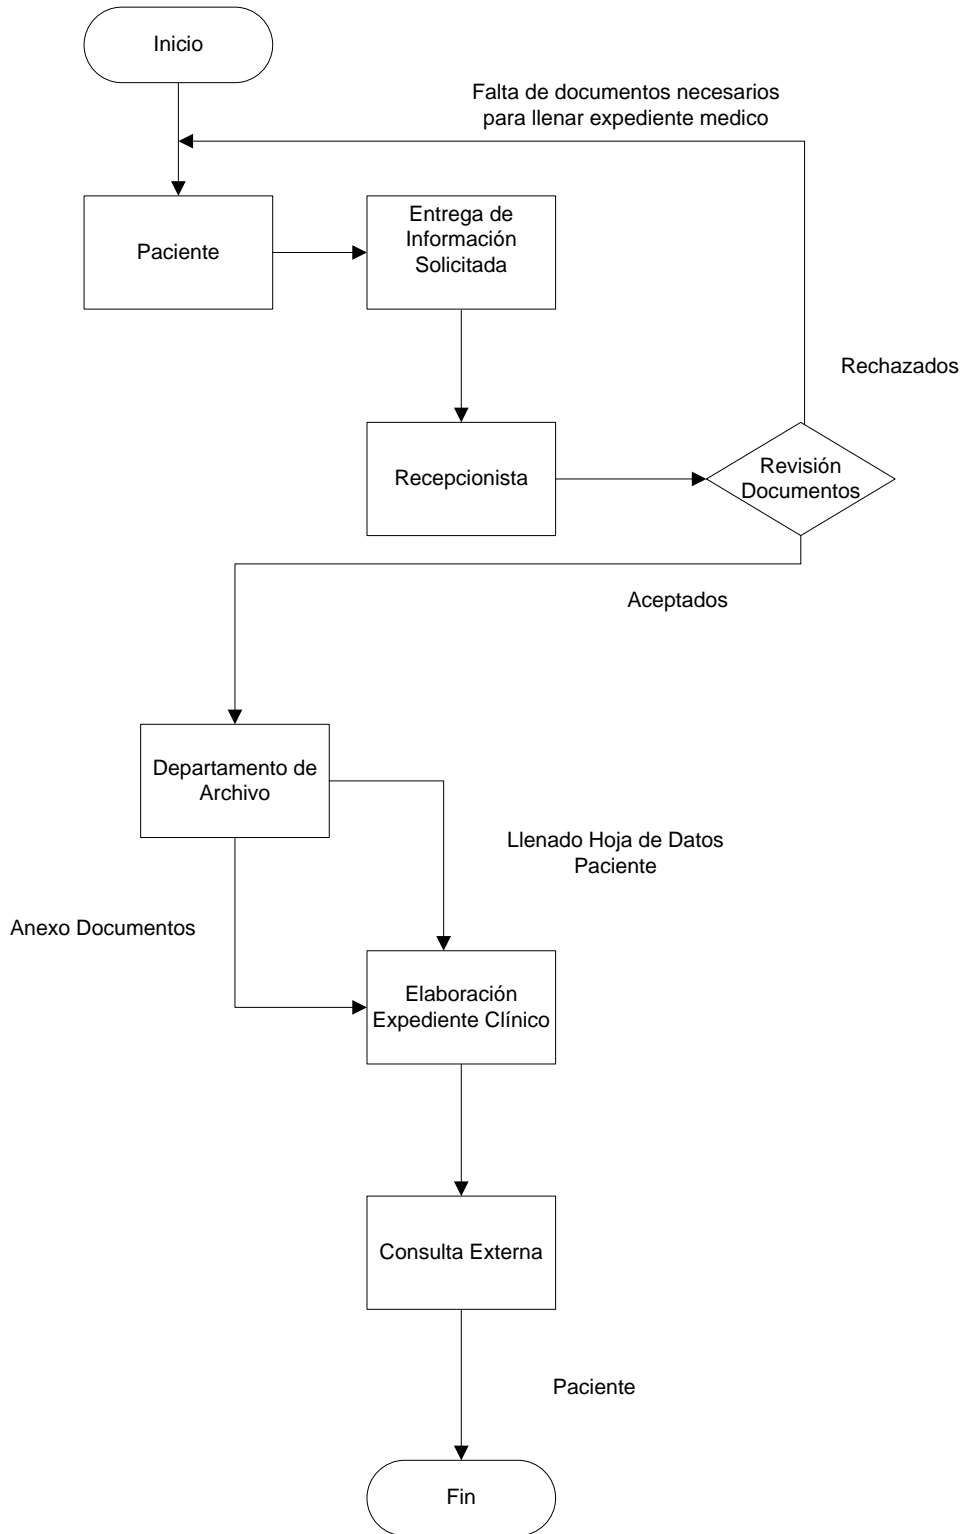 Inicio
Falta de documentos necesarios
para llenar expediente medico
Paciente
Entrega de
Información
Solicitada
Rechazados
Recepcionista
Revisión
Documentos
Aceptados
Departamento de
Archivo
Llenado Hoja de Datos
Paciente
Anexo Documentos
Elaboración
Expediente Clínico
Consulta Externa
Paciente
Fin